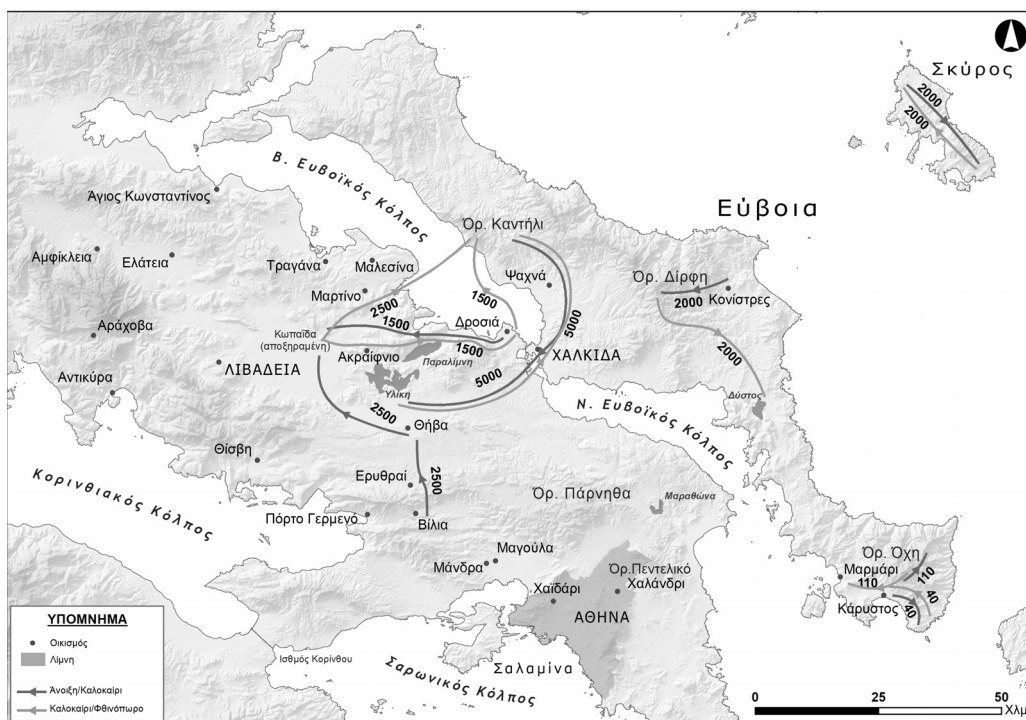 Σκύρος
2000
2000
Β. Ευβοϊκός Κόλπος
Άγιος Κωνσταντίνος
Εύβοια
Όρ. Καντήλι
Αμφίκλεια
Ελάτεια
Τραγάνα
Μαλεσίνα
Ψαχνά
Όρ. Δίρφη
Μαρτίνο
2500
1500
5000
2000
Κονίστρες
Αράχοβα
Κωπαΐδα
(αποξηραμένη)
1500
Δροσιά
Ακραίφνιο
1500
Παραλίμνη
ΧΑΛΚΙΔΑ
2000
ΛΙΒΑΔΕΙΑ
Αντικύρα
5000
Υλίκη
Δύστος
2500
Ν. Ευβοϊκός Κόλπος
Θήβα
Θίσβη
Κορινθιακός Κόλπος
Ερυθραί
2500
Όρ. Πάρνηθα
Μαραθώνα
Πόρτο Γερμενό
Βίλια
Μαγούλα
Μάνδρα
Όρ. Όχη
Μαρμάρι
110
110
Κάρυστος
40
40
Όρ.Πεντελικό
Χαϊδάρι
Χαλάνδρι
ΑΘΗΝΑ
ΥΠΟΜΝΗΜΑ
Οικισμός
Λίμνη
Άνοιξη/Καλοκαίρι
Καλοκαίρι/Φθινόπωρο
Ισθμός Κορίνθου
Σαλαμίνα
Σαρωνικός Κόλπος
0
25
50
Χλμ